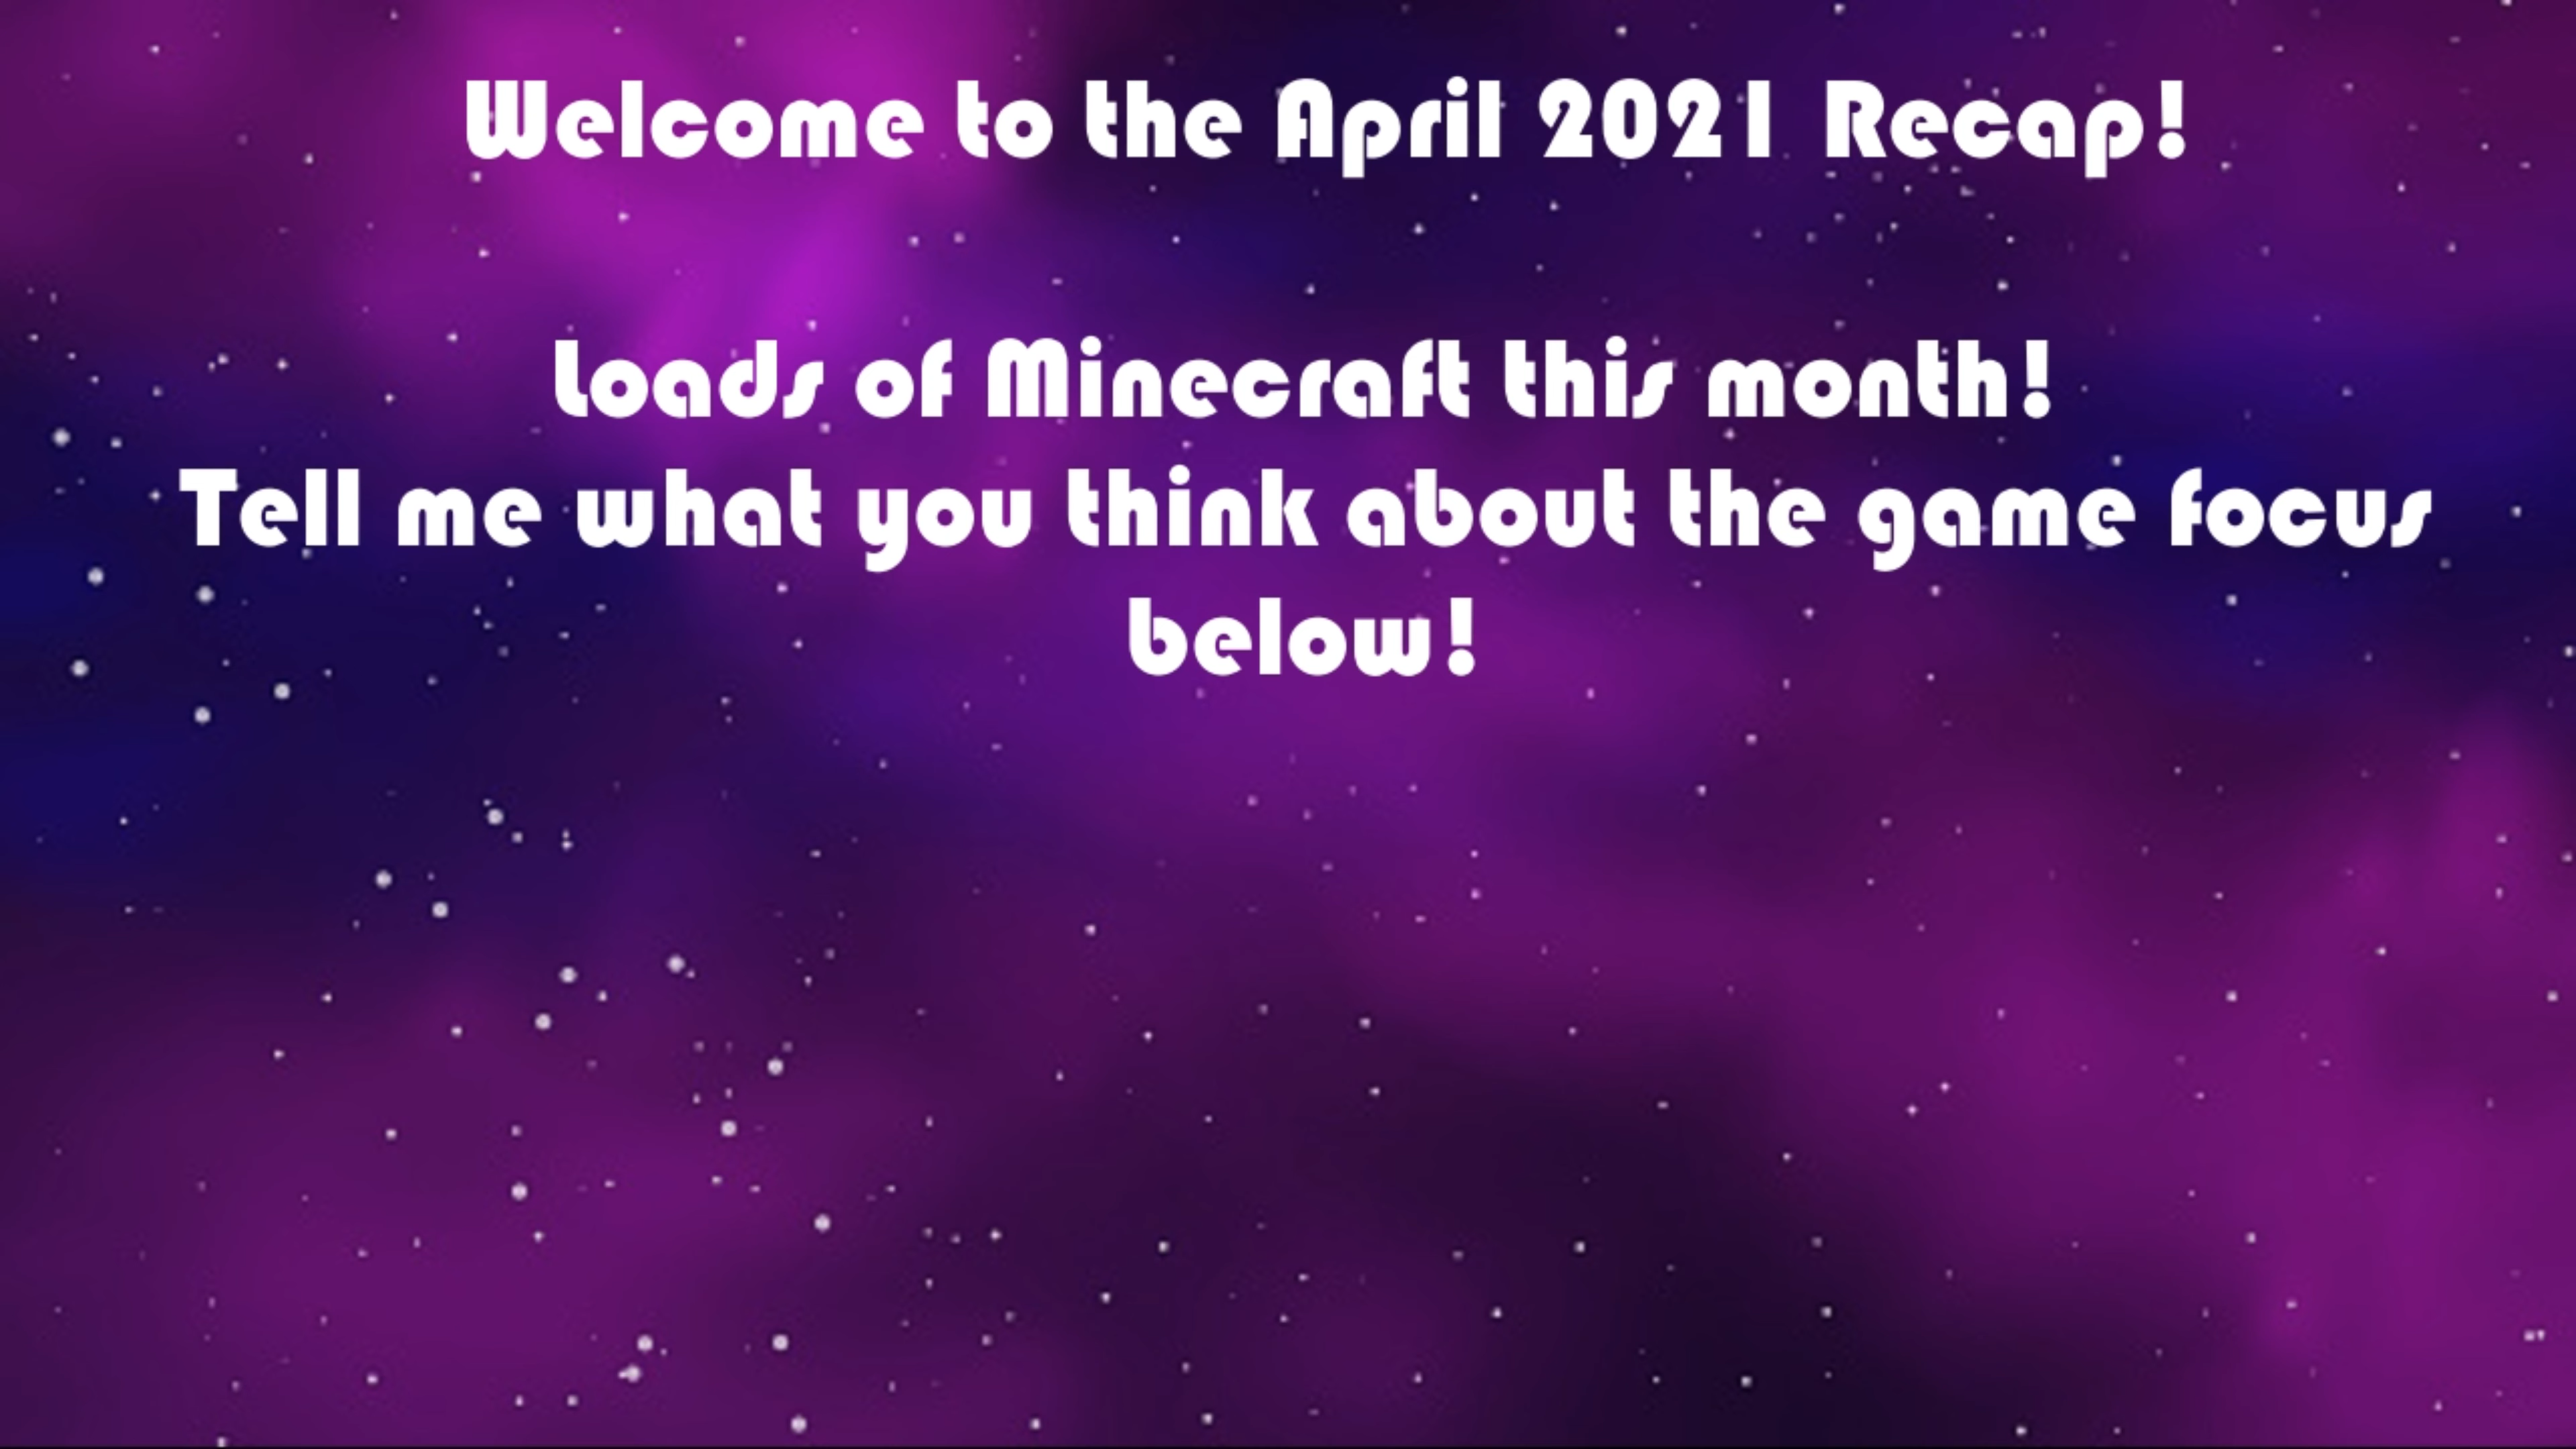 Welcome to the April 2021 Recap!
Loads of Minecraft this month!
Tell me what you think about the game focus
below!